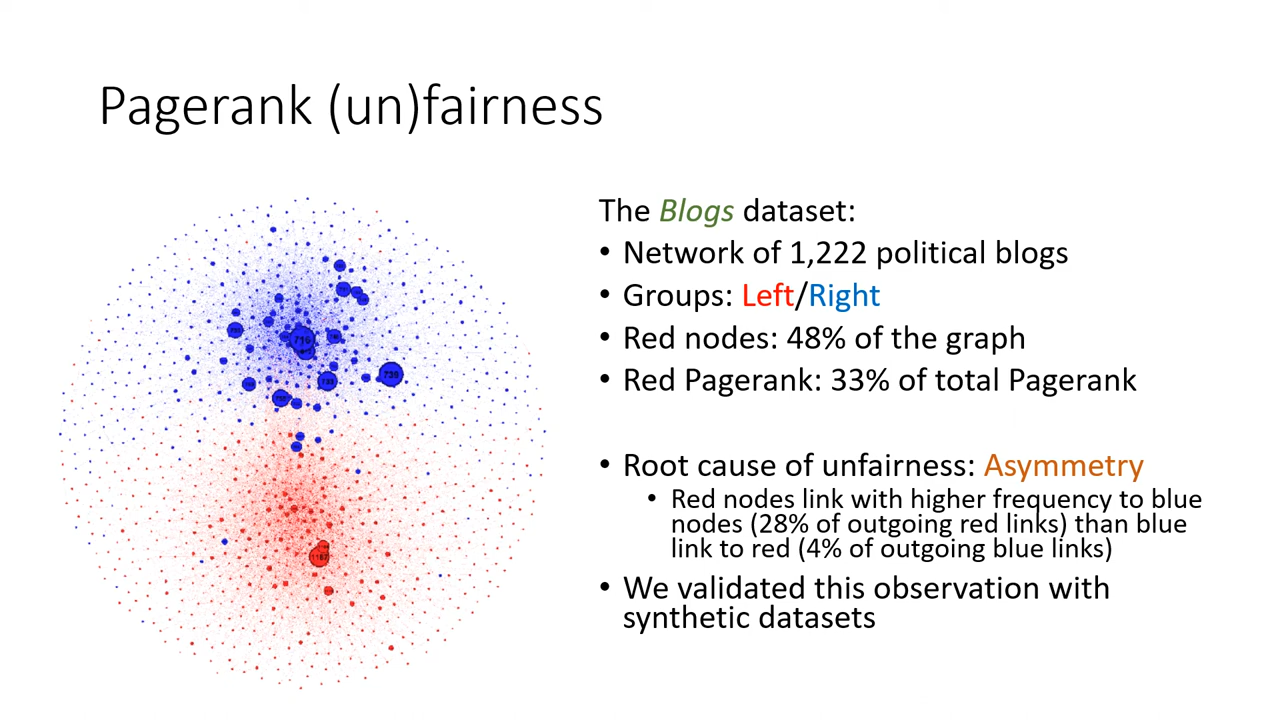 Pagerank (un)fairness
The Blogs dataset:
• Network of 1,222 political blogs
• Groups: Left/Right
• Red nodes: 48% of the graph
• Red Pagerank: 33% of total Pagerank
• Root cause of unfairness: Asymmetry
• Red nodes link with higher frequency to blue
nodes (28% of outgoing red links) than blue
link to red (4% of outgoing blue links)
• We validated this observation with
synthetic datasets